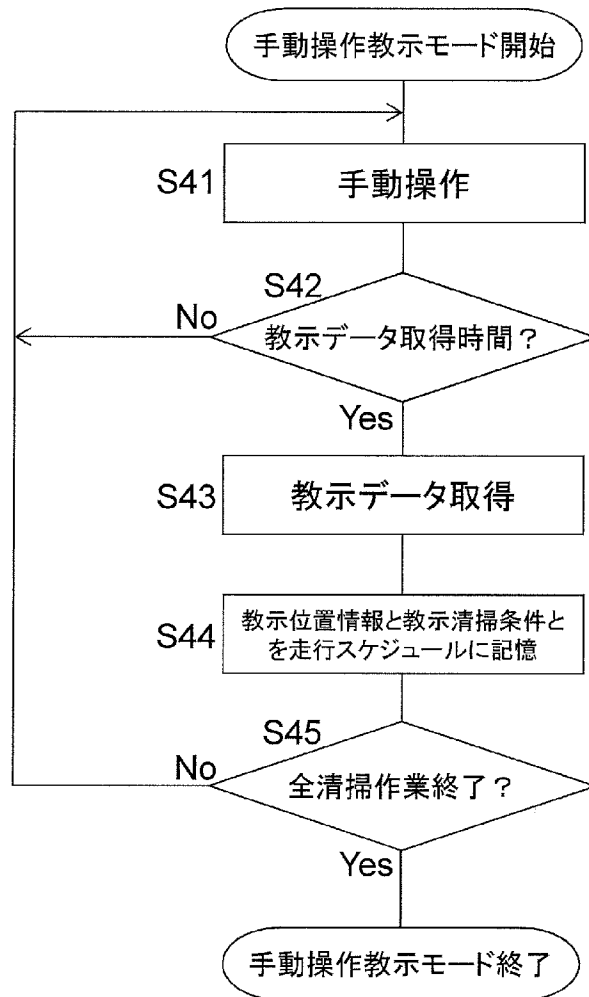 手動操作教示モード開始
S41
手動操作
S42
No
教示データ取得時間？
Yes
S43
教示データ取得
S44
教示位置情報と教示清掃条件と
を走行スケジュールに記憶
S45
No
全清掃作業終了？
Yes
手動操作教示モード終了